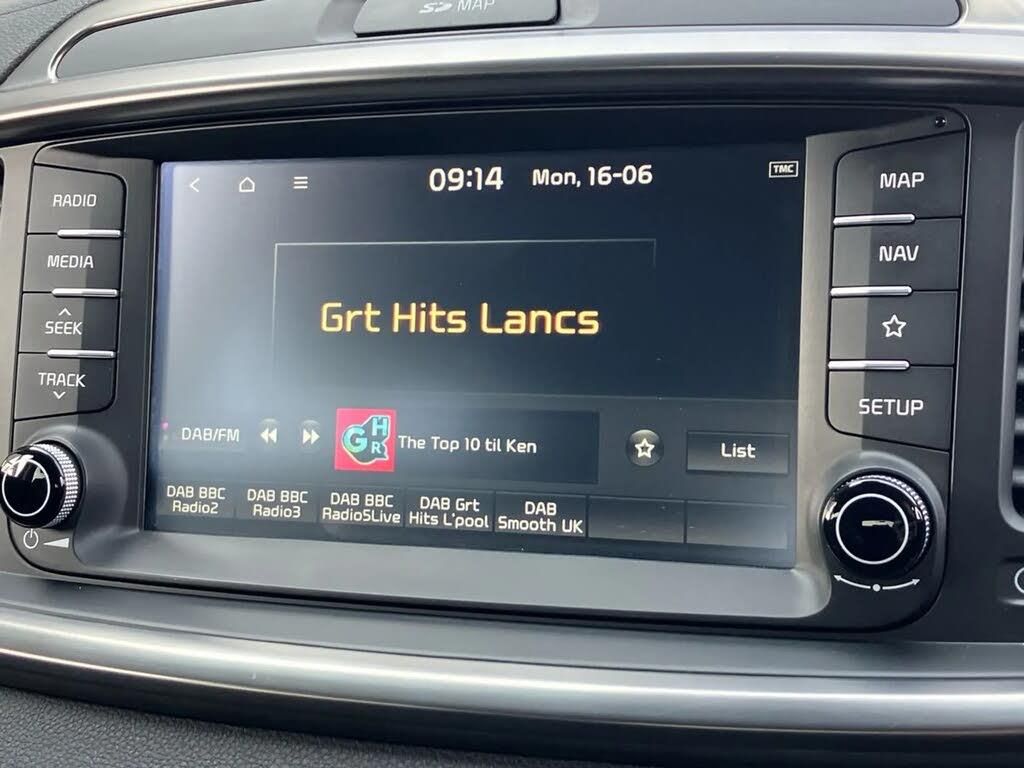 SD MAP
09:14 Mon, 16-06 TMC
RADIO
MEDIA
SEEK
TRACK
Grt Hits Lancs
MAP
NAV
SETUP
DAB/FM
GHR
The Top 10 til Ken
List
DAB BBC
Radio2
DAB BBC
Radio3
DAB BBC
Radio5Live
DAB Grt
Hits L'pool
DAB
Smooth UK